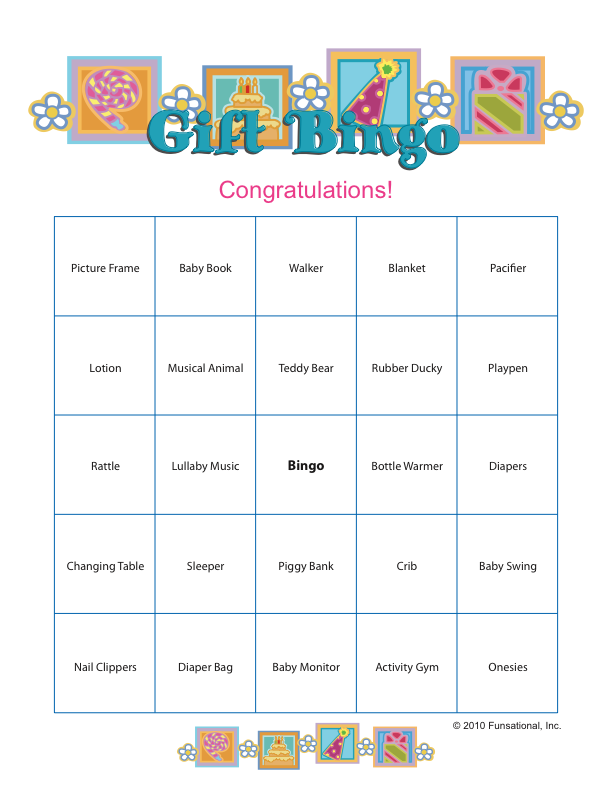 Gift Bingo
Congratulations!
Picture Frame Baby Book Walker Blanket Pacifier
Lotion Musical Animal Teddy Bear Rubber Ducky Playpen
Rattle Lullaby Music Bingo Bottle Warmer Diapers
Changing Table Sleeper Piggy Bank Crib Baby Swing
Nail Clippers Diaper Bag Baby Monitor Activity Gym Onesies
© 2010 Funsational, Inc.